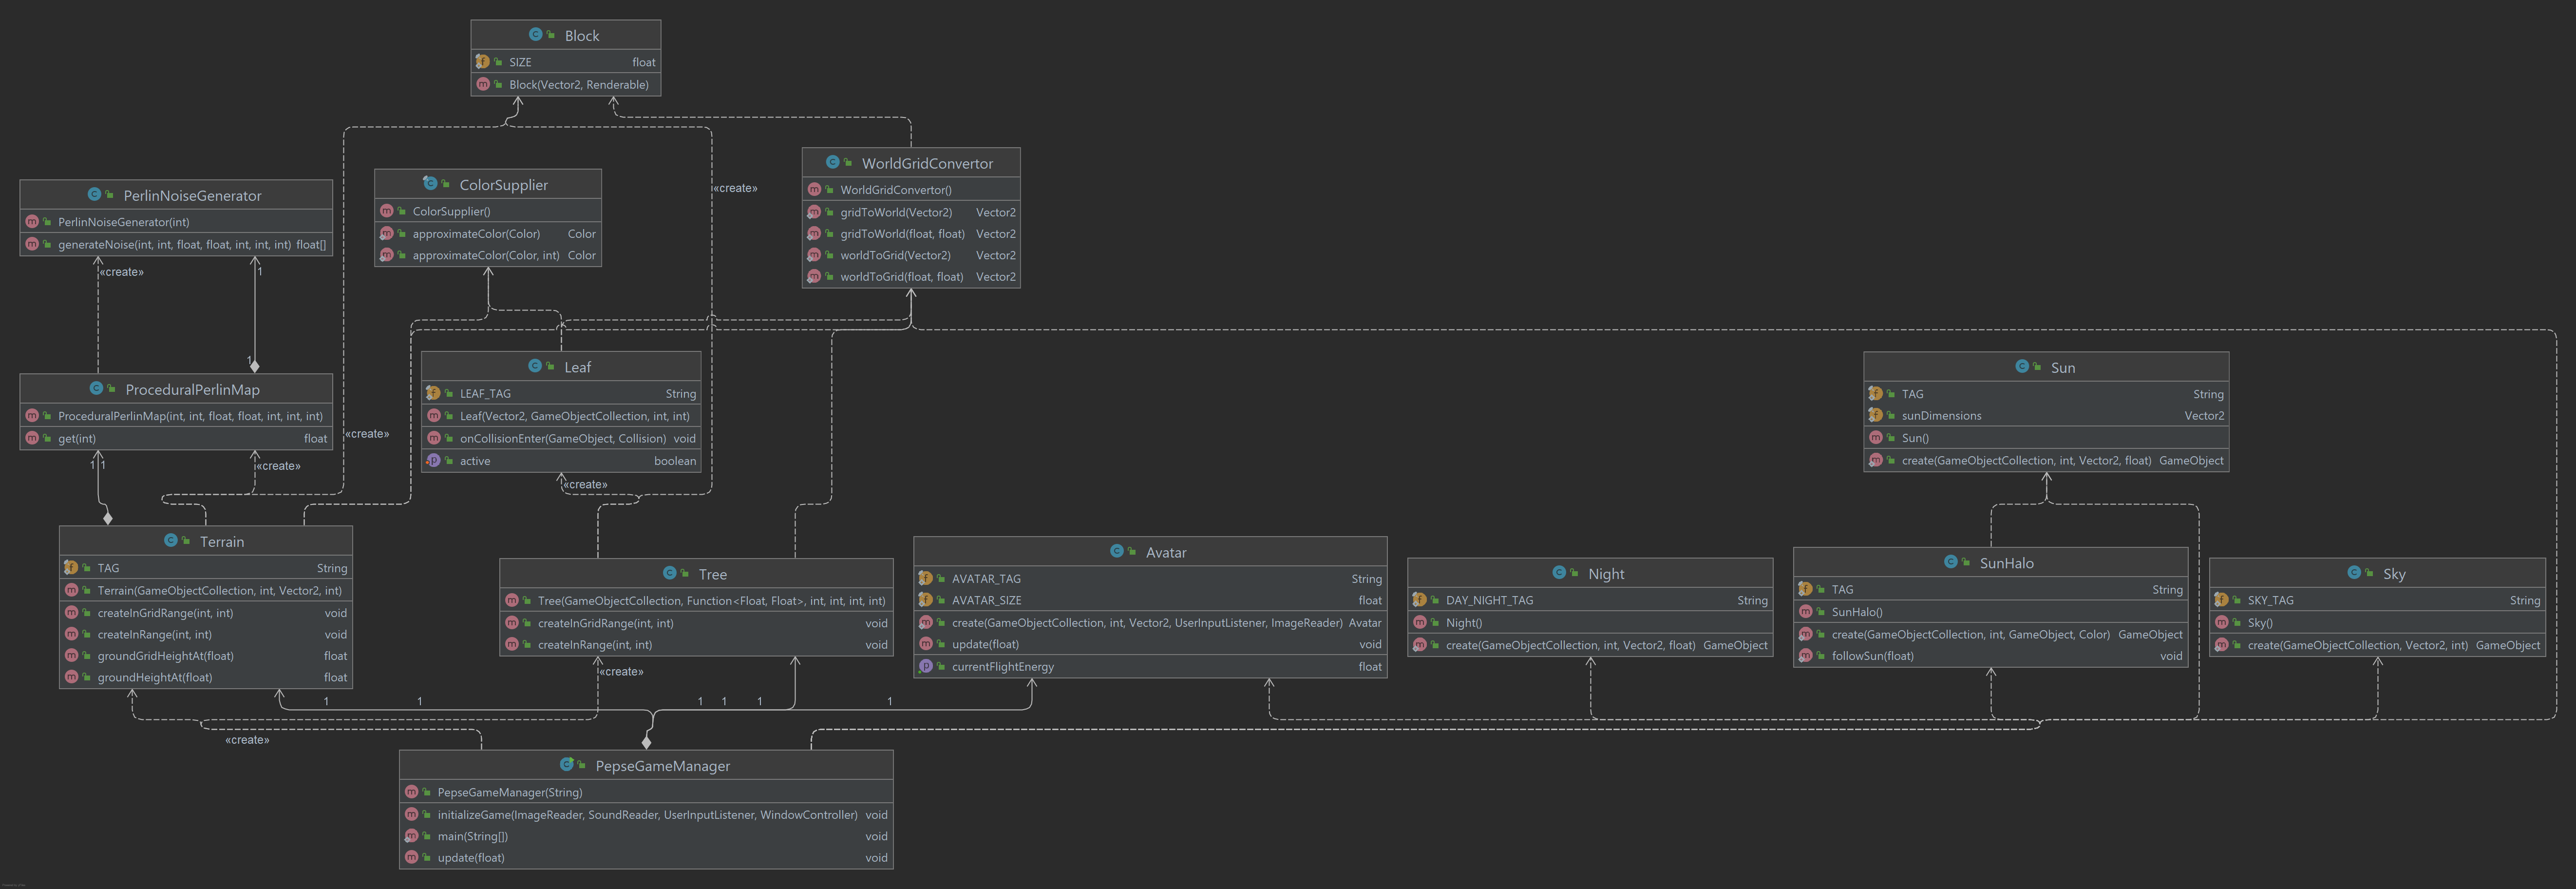 Block
SIZE float
Block(Vector2, Renderable)
WorldGridConvertor
WorldGridConvertor()
gridToWorld(Vector2) Vector2
gridToWorld(float, float) Vector2
worldToGrid(Vector2) Vector2
worldToGrid(float, float) Vector2
ColorSupplier
ColorSupplier()
approximateColor(Color) Color
approximateColor(Color, int) Color
«create»
PerlinNoiseGenerator
PerlinNoiseGenerator(int)
generateNoise(int, int, float, float, int, int, int) float[]
«create»
1
1
ProceduralPerlinMap
ProceduralPerlinMap(int, int, float, float, int, int, int)
get(int) float
«create»
Leaf
LEAF_TAG String
Leaf(Vector2, GameObjectCollection, int, int)
onCollisionEnter(GameObject, Collision) void
active boolean
Sun
TAG String
sunDimensions Vector2
Sun()
create(GameObjectCollection, int, Vector2, float) GameObject
1 1
«create»
«create»
Terrain
TAG String
Terrain(GameObjectCollection, int, Vector2, int)
createInGridRange(int, int) void
createInRange(int, int) void
groundGridHeightAt(float) float
groundHeightAt(float) float
Tree
Tree(GameObjectCollection, Function<Float, Float>, int, int, int, int)
createInGridRange(int, int) void
createInRange(int, int) void
Avatar
AVATAR_TAG String
AVATAR_SIZE float
create(GameObjectCollection, int, Vector2, UserInputListener, ImageReader) Avatar
update(float) void
currentFlightEnergy float
Night
DAY_NIGHT_TAG String
Night()
create(GameObjectCollection, int, Vector2, float) GameObject
SunHalo
TAG String
SunHalo()
create(GameObjectCollection, int, GameObject, Color) GameObject
followSun(float) void
Sky
SKY_TAG String
Sky()
create(GameObjectCollection, Vector2, int) GameObject
«create»
1 1 1 1 1 1
«create»
PepseGameManager
PepseGameManager(String)
initializeGame(ImageReader, SoundReader, UserInputListener, WindowController) void
main(String[]) void
update(float) void